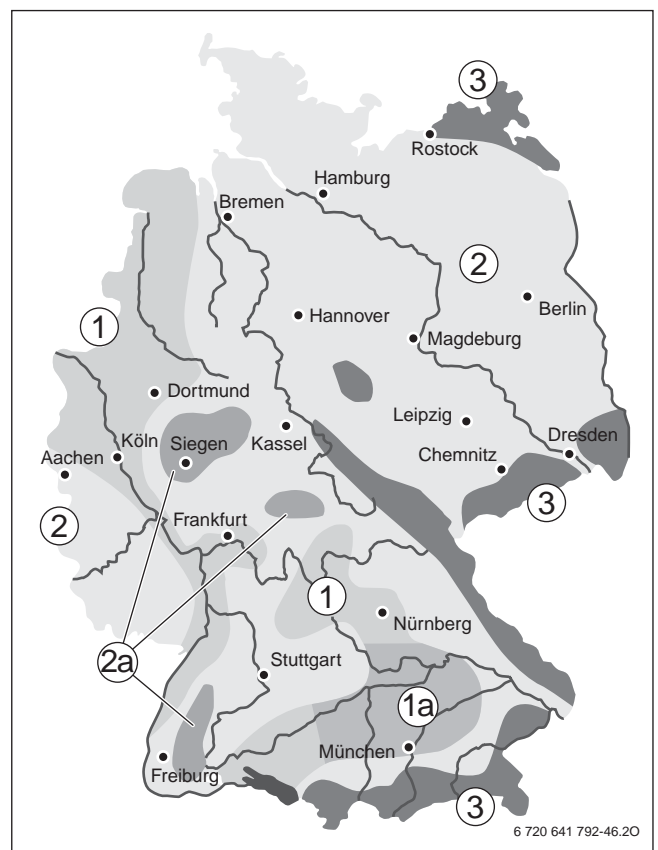 3
Rostock
Hamburg
Bremen
2
Berlin
1
Hannover
Magdeburg
Dortmund
Leipzig
Köln
Siegen
Kassel
Dresden
Aachen
Chemnitz
3
2
Frankfurt
1
Nürnberg
2a
Stuttgart
1a
München
Freiburg
3
6 720 641 792-46.2O